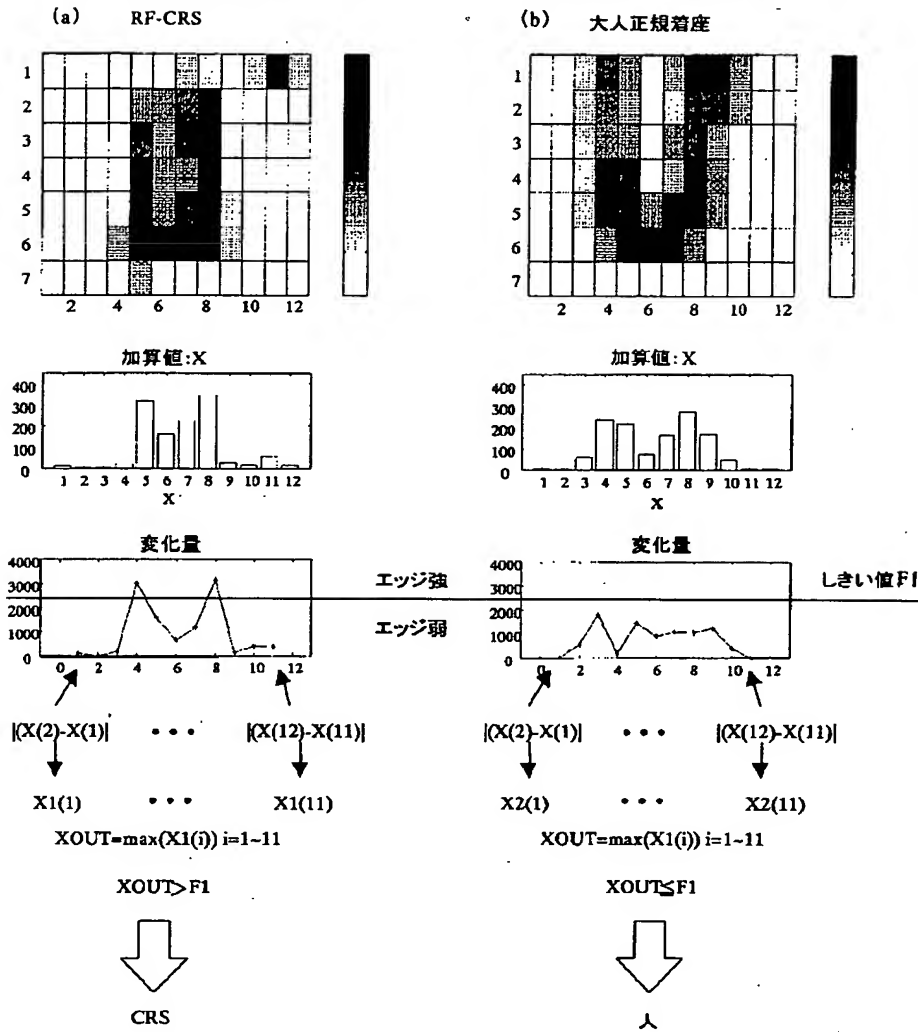 (a) RF-CRS
1
2
3
4
5
6
7
2 4 6 8 10 12
加算値:X
400
300
200
100
0
1 2 3 4 5 6 7 8 9 10 11 12
X
変化量
4000
3000
2000
1000
0
0 2 4 6 8 10 12
|(X(2)-X(1)| ・・・ |(X(12)-X(11)|
X1(1) ・・・ X1(11)
XOUT=max(X1(i)) i=1~11
XOUT>F1
CRS
エッジ強
エッジ弱
(b) 大人正規着座
1
2
3
4
5
6
7
2 4 6 8 10 12
加算値:X
400
300
200
100
0
1 2 3 4 5 6 7 8 9 10 11 12
X
変化量
4000
3000
2000
1000
0
0 2 4 6 8 10 12
しきい値F1
|(X(2)-X(1)| ・・・ |(X(12)-X(11)|
X2(1) ・・・ X2(11)
XOUT=max(X1(i)) i=1~11
XOUT≦F1
人